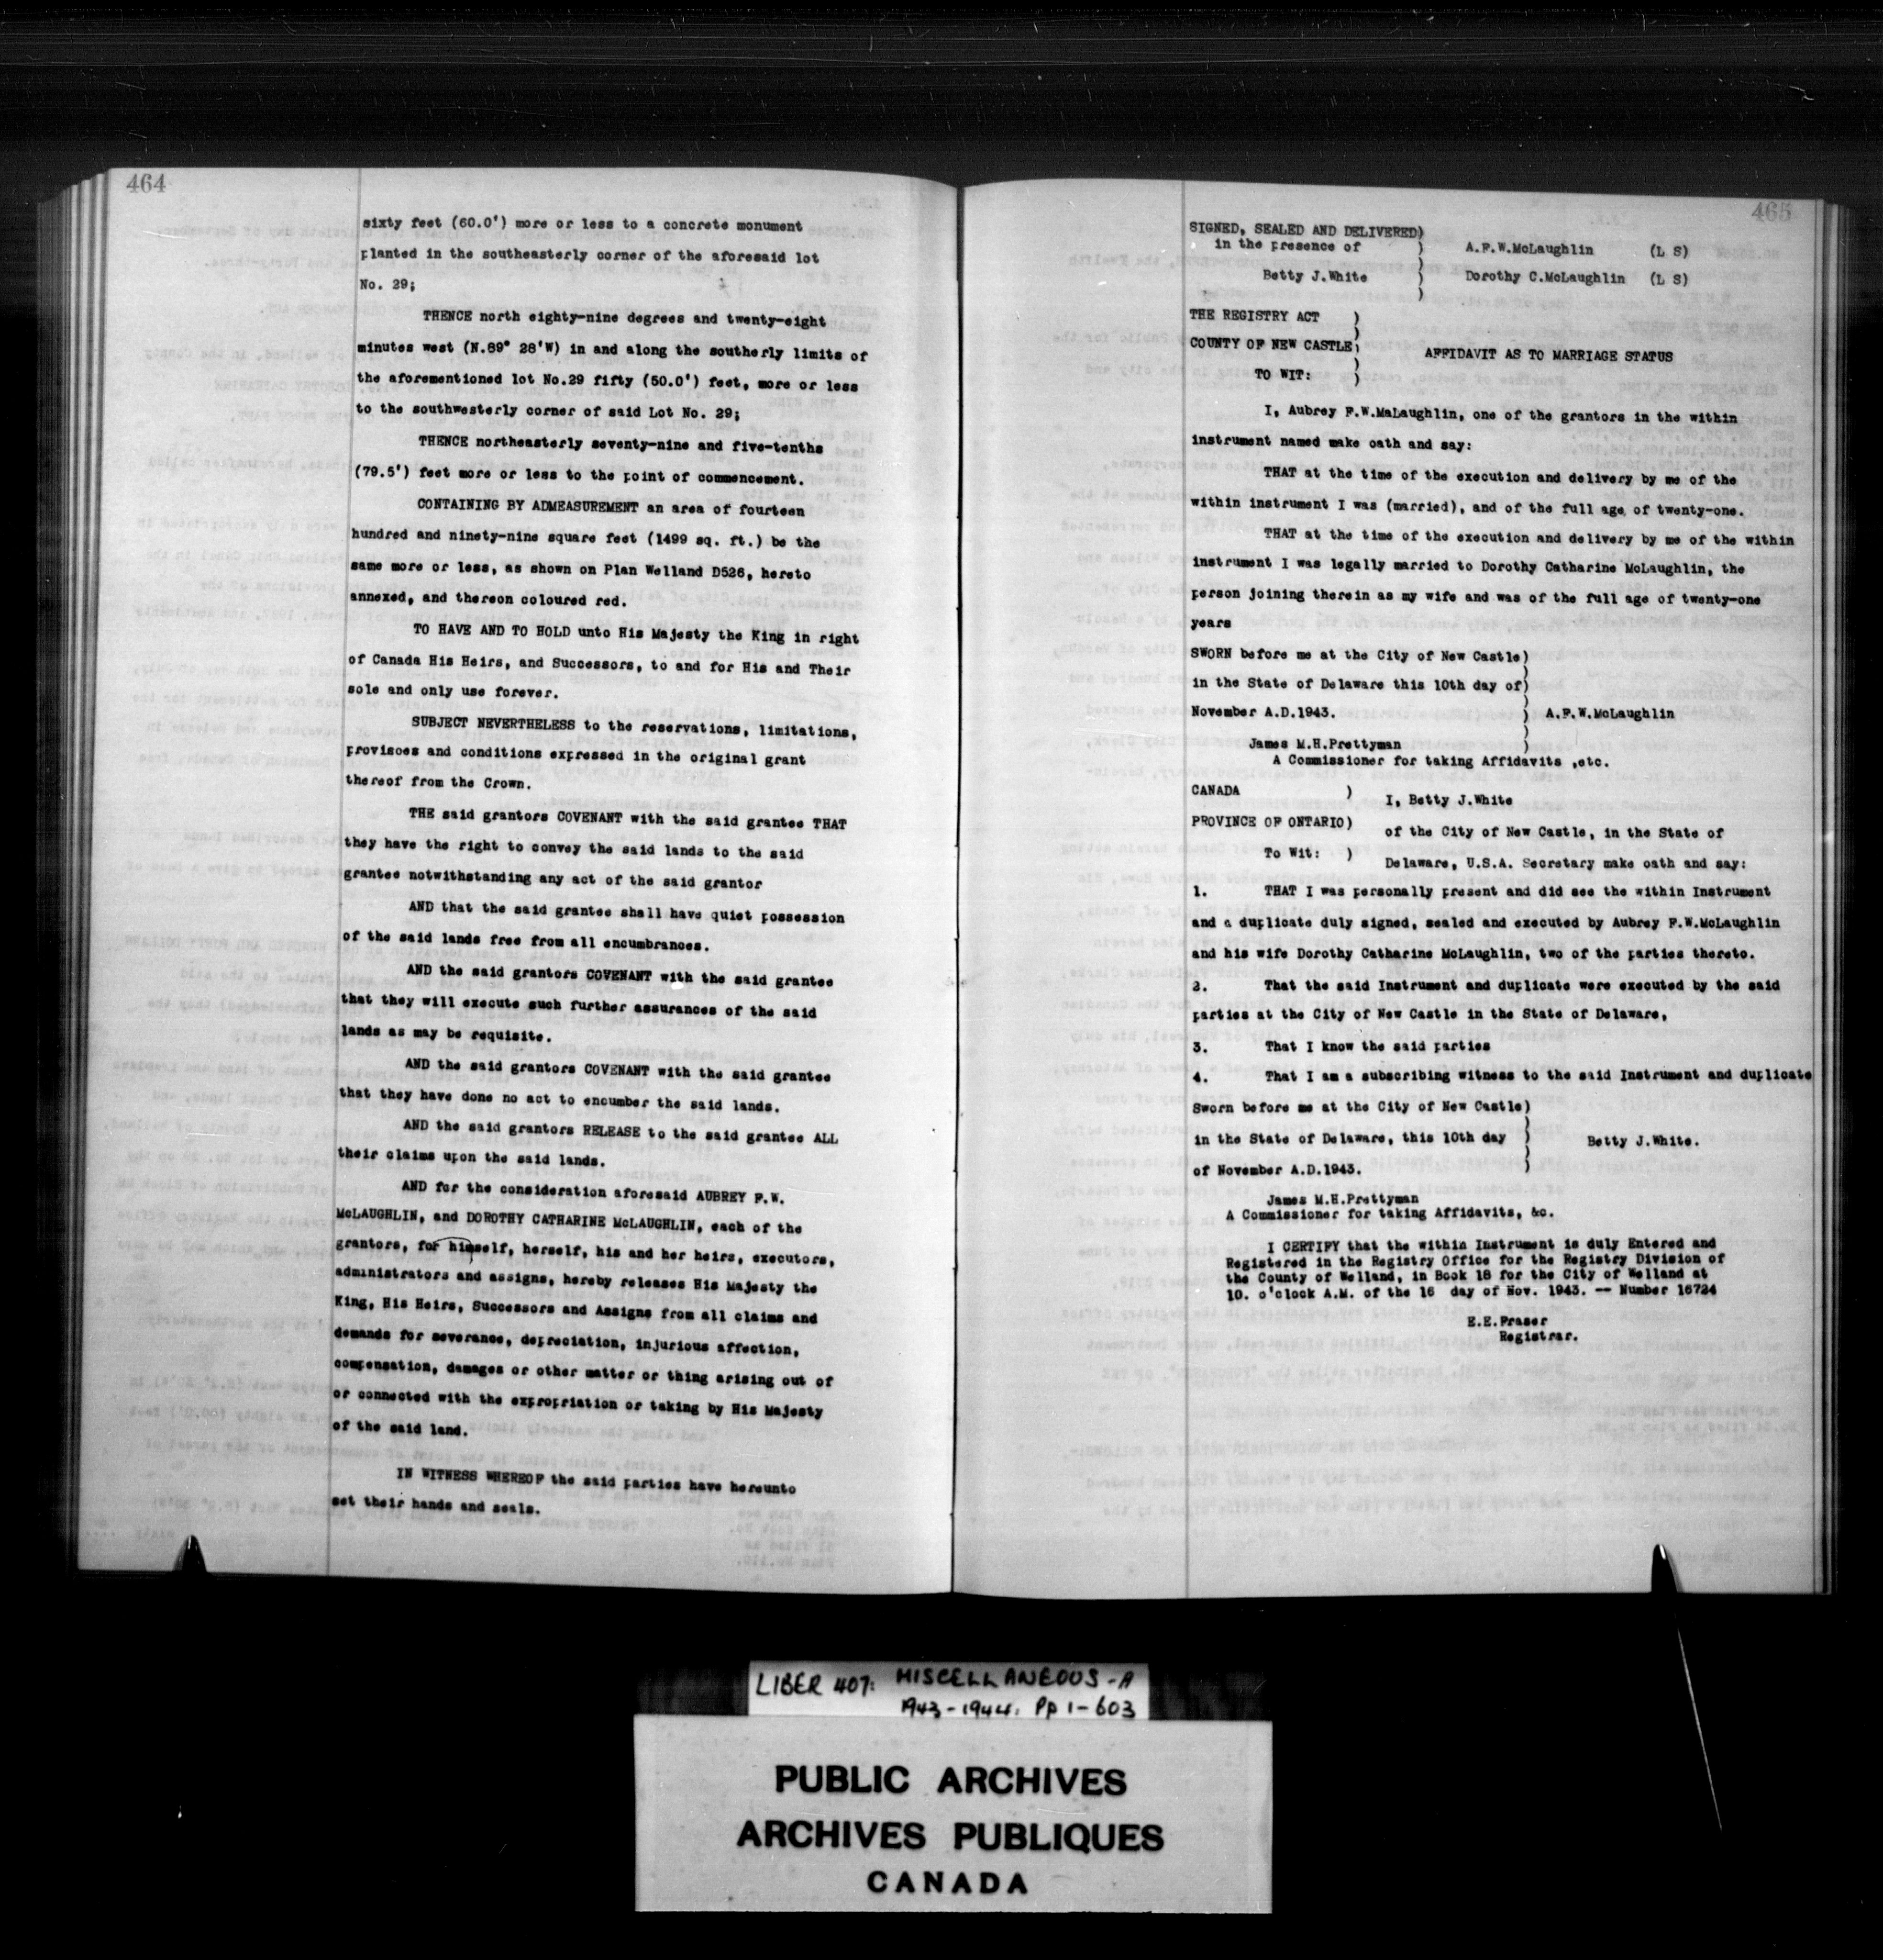 464
sixty feet (60.0') more or less to a concrete monument
planted in the southeasterly corner of the aforesaid lot
No. 29;
THENCE north eighty-nine degrees and twenty-eight
minutes west (N.89° 28'W) in and along the southerly limits of
the aforementioned lot No.29 fifty (50.0') feet, more or less
to the southwesterly corner of said Lot No. 29;
THENCE northeasterly seventy-nine and five-tenths
(79.5') feet more or less to the point of commencement.
CONTAINING BY ADMEASUREMENT an area of fourteen
hundred and ninety-nine square feet (1499 sq. ft.) be the
same more or less, as shown on Plan Welland D526, hereto
annexed, and thereon coloured red.
TO HAVE AND TO HOLD unto His Majesty the King in right
of Canada His Heirs, and Successors, to and for His and Their
sole and only use forever.
SUBJECT NEVERTHELESS to the reservations, limitations,
provisoes and conditions expressed in the original grant
thereof from the Crown.
THE said grantors COVENANT with the said grantee THAT
they have the right to convey the said lands to the said
grantee notwithstanding any act of the said grantor
AND that the said grantee shall have quiet possession
of the said lands free from all encumbrances.
AND the said grantors COVENANT with the said grantee
that they will execute such further assurances of the said
lands as may be requisite.
AND the said grantors COVENANT with the said grantee
that they have done no act to encumber the said lands.
AND the said grantors RELEASE to the said grantee ALL
their claims upon the said lands.
AND for the consideration aforesaid AUBREY F.W.
McLAUGHLIN, and DOROTHY CATHARINE McLAUGHLIN, each of the
grantors, for himself, herself, his and her heirs, executors,
administrators and assigns, hereby releases His Majesty the
King, His Heirs, Successors and Assigns from all claims and
demands for severance, depreciation, injurious affection,
compensation, damages or other matter or thing arising out of
or connected with the expropriation or taking by His Majesty
of the said land.
IN WITNESS WHEREOF the said parties have hereunto
set their hands and seals.
465
SIGNED, SEALED AND DELIVERED)
in the presence of ) A.F.W.McLaughlin (L S)
)
Betty J.White ) Dorothy C.McLaughlin (L S)
)
THE REGISTRY ACT )
)
COUNTY OF NEW CASTLE) AFFIDAVIT AS TO MARRIAGE STATUS
)
TO WIT: )
I, Aubrey F.W.MaLaughlin, one of the grantors in the within
instrument named make oath and say:
THAT at the time of the execution and delivery by me of the
within instrument I was (married), and of the full age of twenty-one.
THAT at the time of the execution and delivery by me of the within
instrument I was legally married to Dorothy Catharine McLaughlin, the
person joining therein as my wife and was of the full age of twenty-one
years
SWORN before me at the City of New Castle)
)
in the State of Delaware this 10th day of)
)
November A.D.1943. ) A.F.W.McLaughlin
)
James M.H.Prettyman )
A Commissioner for taking Affidavits ,etc.
CANADA )
I, Betty J.White
PROVINCE OF ONTARIO)
of the City of New Castle, in the State of
To Wit: )
Delaware, U.S.A. Secretary make oath and say:
1. THAT I was personally present and did see the within Instrument
and a duplicate duly signed, sealed and executed by Aubrey F.W.McLaughlin
and his wife Dorothy Catharine McLaughlin, two of the parties thereto.
2. That the said Instrument and duplicate were executed by the said
parties at the City of New Castle in the State of Delaware,
3. That I know the said parties
4. That I am a subscribing witness to the said Instrument and duplicate
Sworn before me at the City of New Castle)
)
in the State of Delaware, this 10th day ) Betty J.White.
)
of November A.D.1943. )
James M.H.Prettyman
A Commissioner for taking Affidavits, &c.
I CERTIFY that the within Instrument is duly Entered and
Registered in the Registry Office for the Registry Division of
the County of Welland, in Book 18 for the City of Welland at
10. o'clock A.M. of the 16 day of Nov. 1943. -- Number 16724
E.E.Fraser
Registrar.
LIBER 407: MISCELLANEOUS-A
1943-1944: Pp 1-603
PUBLIC ARCHIVES
ARCHIVES PUBLIQUES
CANADA